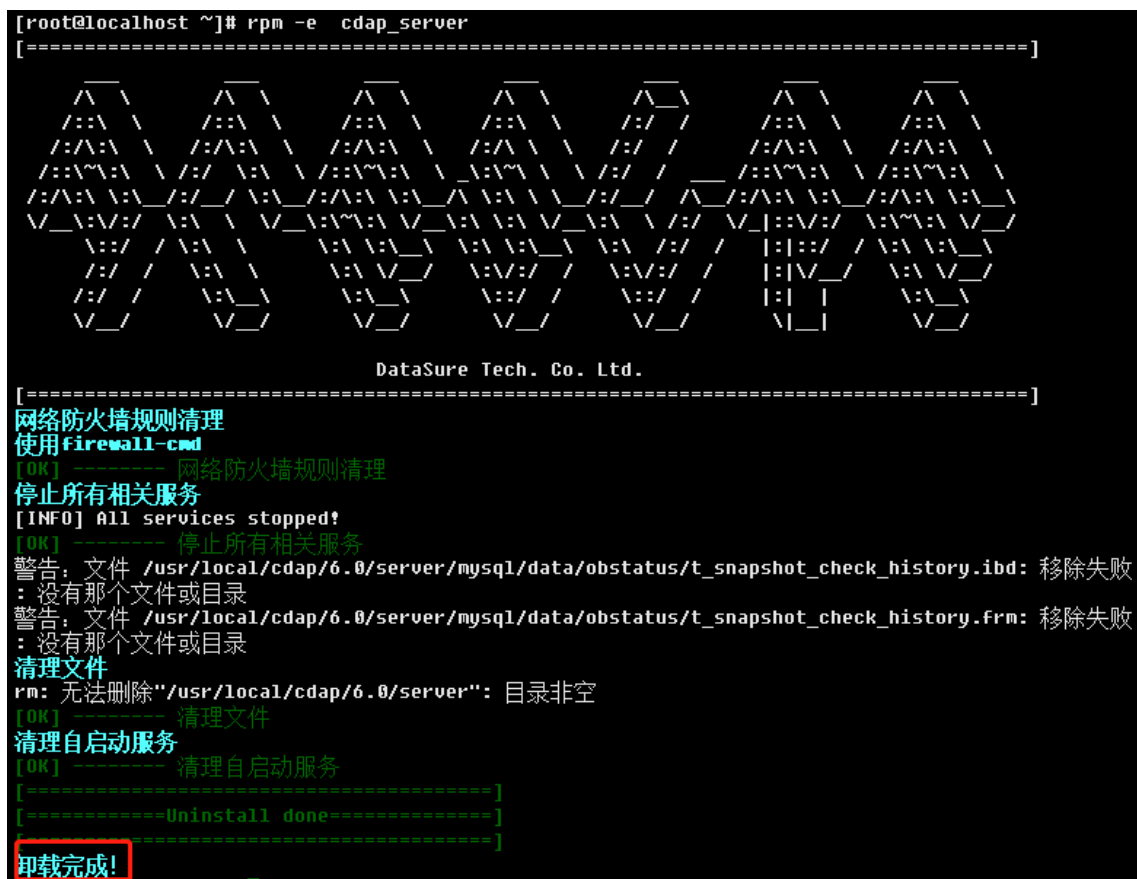 [root@localhost ~]# rpm -e  cdap_server
[======================================================================================]
DataSure Tech. Co. Ltd.
[======================================================================================]
网络防火墙规则清理
使用firewall-cmd
[OK] -------- 网络防火墙规则清理
停止所有相关服务
[INFO] All services stopped!
[OK] -------- 停止所有相关服务
警告：文件 /usr/local/cdap/6.0/server/mysql/data/obstatus/t_snapshot_check_history.ibd: 移除失败
: 没有那个文件或目录
警告：文件 /usr/local/cdap/6.0/server/mysql/data/obstatus/t_snapshot_check_history.frm: 移除失败
: 没有那个文件或目录
清理文件
rm: 无法删除"/usr/local/cdap/6.0/server": 目录非空
[OK] -------- 清理文件
清理自启动服务
[OK] -------- 清理自启动服务
[========================================]
[============Uninstall done==============]
[========================================]
卸载完成!